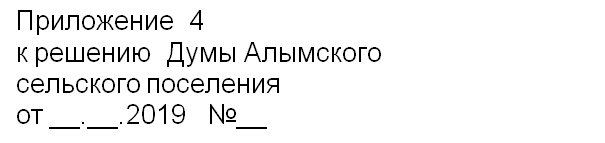 Приложение 4
к решению Думы Алымского
сельского поселения
от __.__.2019 №__